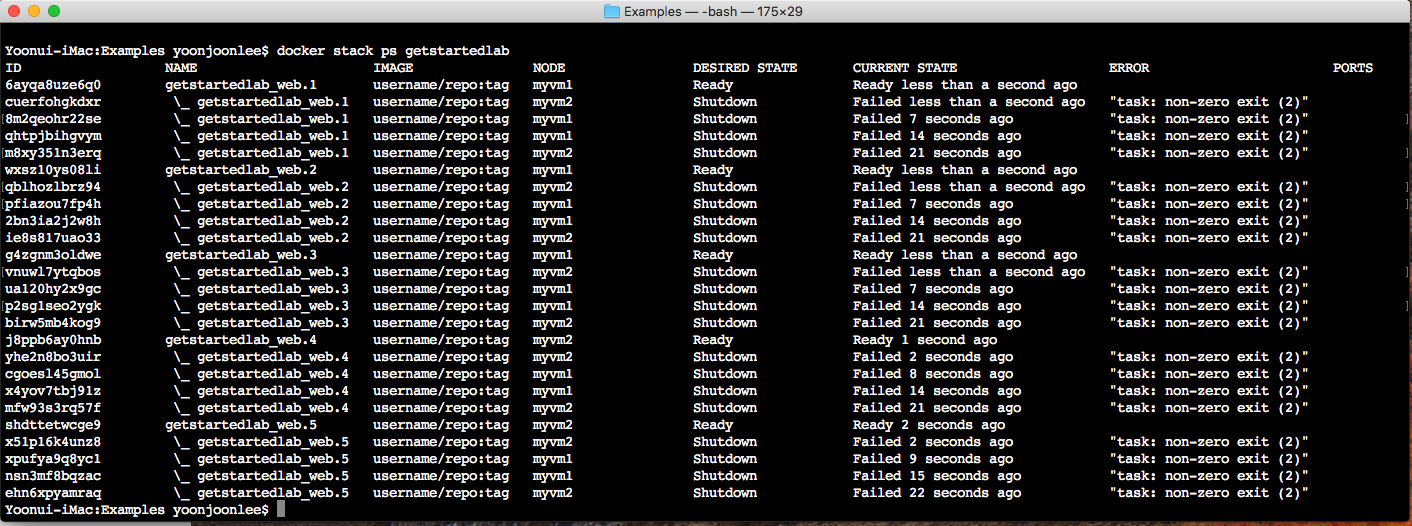 Examples — -bash — 175×29
Yoonui-iMac:Examples yoonjoonlee$ docker stack ps getstartedlab
ID NAME IMAGE NODE DESIRED STATE CURRENT STATE ERROR PORTS
6ayqa8uze6q0 getstartedlab_web.1 username/repo:tag myvm1 Ready Ready less than a second ago
cuerfohgkdxr \_ getstartedlab_web.1 username/repo:tag myvm2 Shutdown Failed less than a second ago "task: non-zero exit (2)"
8m2qeohr22se \_ getstartedlab_web.1 username/repo:tag myvm1 Shutdown Failed 7 seconds ago "task: non-zero exit (2)"
qhtpjbihgvym \_ getstartedlab_web.1 username/repo:tag myvm1 Shutdown Failed 14 seconds ago "task: non-zero exit (2)"
m8xy351n3erq \_ getstartedlab_web.1 username/repo:tag myvm2 Shutdown Failed 21 seconds ago "task: non-zero exit (2)"
wxsz10ys08li getstartedlab_web.2 username/repo:tag myvm1 Ready Ready less than a second ago
qblhozlbrz94 \_ getstartedlab_web.2 username/repo:tag myvm2 Shutdown Failed less than a second ago "task: non-zero exit (2)"
pfiazou7fp4h \_ getstartedlab_web.2 username/repo:tag myvm1 Shutdown Failed 7 seconds ago "task: non-zero exit (2)"
2bn3ia2j2w8h \_ getstartedlab_web.2 username/repo:tag myvm1 Shutdown Failed 14 seconds ago "task: non-zero exit (2)"
ie8s817uao33 \_ getstartedlab_web.2 username/repo:tag myvm2 Shutdown Failed 21 seconds ago "task: non-zero exit (2)"
g4zgnm3oldwe getstartedlab_web.3 username/repo:tag myvm1 Ready Ready less than a second ago
vnuwl7ytqbos \_ getstartedlab_web.3 username/repo:tag myvm2 Shutdown Failed less than a second ago "task: non-zero exit (2)"
ua120hy2x9gc \_ getstartedlab_web.3 username/repo:tag myvm1 Shutdown Failed 7 seconds ago "task: non-zero exit (2)"
p2sg1seo2ygk \_ getstartedlab_web.3 username/repo:tag myvm1 Shutdown Failed 14 seconds ago "task: non-zero exit (2)"
birw5mb4kog9 \_ getstartedlab_web.3 username/repo:tag myvm2 Shutdown Failed 21 seconds ago "task: non-zero exit (2)"
j8ppb6ay0hnb getstartedlab_web.4 username/repo:tag myvm2 Ready Ready 1 second ago
yhe2n8bo3uir \_ getstartedlab_web.4 username/repo:tag myvm2 Shutdown Failed 2 seconds ago "task: non-zero exit (2)"
cgoesl45gmol \_ getstartedlab_web.4 username/repo:tag myvm1 Shutdown Failed 8 seconds ago "task: non-zero exit (2)"
x4yov7tbj91z \_ getstartedlab_web.4 username/repo:tag myvm1 Shutdown Failed 14 seconds ago "task: non-zero exit (2)"
mfw93s3rq57f \_ getstartedlab_web.4 username/repo:tag myvm2 Shutdown Failed 21 seconds ago "task: non-zero exit (2)"
shdttetwcge9 getstartedlab_web.5 username/repo:tag myvm2 Ready Ready 2 seconds ago
x51p16k4unz8 \_ getstartedlab_web.5 username/repo:tag myvm2 Shutdown Failed 2 seconds ago "task: non-zero exit (2)"
xpufya9q8ycl \_ getstartedlab_web.5 username/repo:tag myvm1 Shutdown Failed 9 seconds ago "task: non-zero exit (2)"
nsn3mf8bqzac \_ getstartedlab_web.5 username/repo:tag myvm1 Shutdown Failed 15 seconds ago "task: non-zero exit (2)"
ehn6xpyamraq \_ getstartedlab_web.5 username/repo:tag myvm2 Shutdown Failed 22 seconds ago "task: non-zero exit (2)"
Yoonui-iMac:Examples yoonjoonlee$